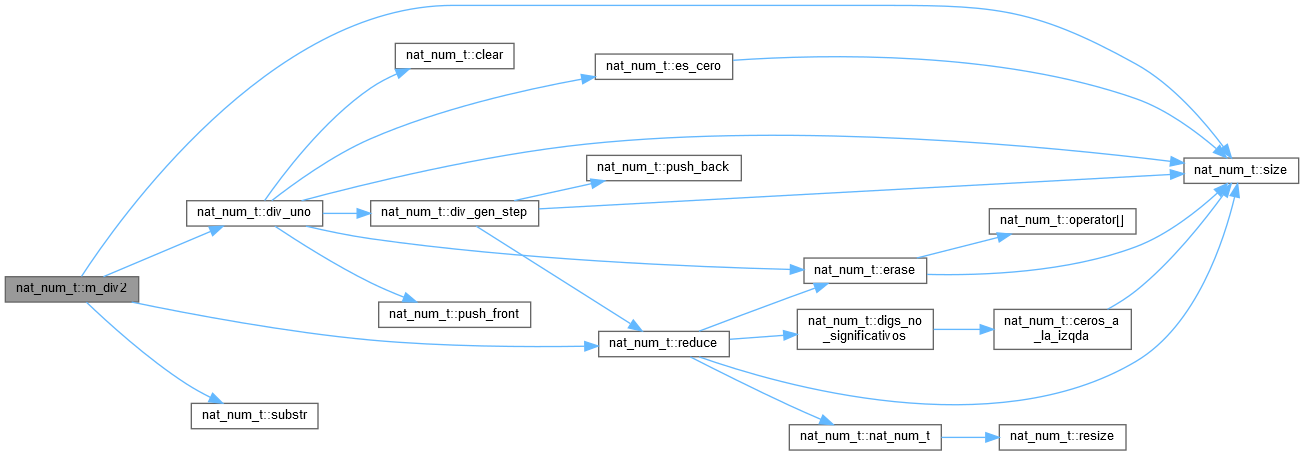 nat_num_t::clear
nat_num_t::es_cero
nat_num_t::push_back
nat_num_t::size
nat_num_t::div_uno
nat_num_t::div_gen_step
nat_num_t::operator[]
nat_num_t::erase
nat_num_t::m_div2
nat_num_t::push_front
nat_num_t::digs_no
_significativos
nat_num_t::ceros_a
_la_izqda
nat_num_t::reduce
nat_num_t::substr
nat_num_t::nat_num_t
nat_num_t::resize